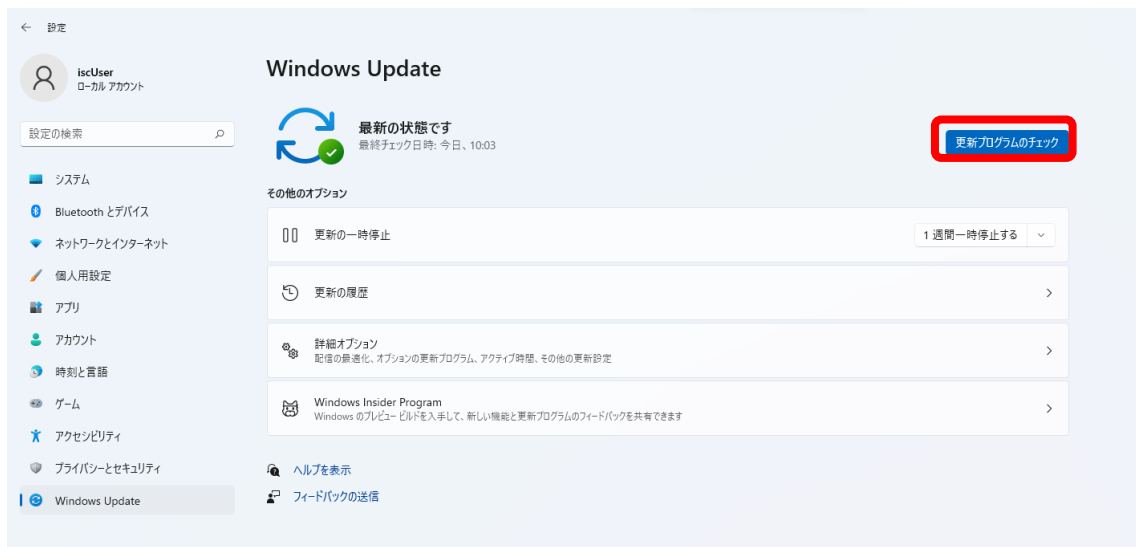 設定
iscUser
ローカル アカウント
設定の検索
システム
Bluetooth とデバイス
ネットワークとインターネット
個人用設定
アプリ
アカウント
時刻と言語
ゲーム
アクセシビリティ
プライバシーとセキュリティ
Windows Update
Windows Update
最新の状態です
最終チェック日時: 今日、10:03
更新プログラムのチェック
その他のオプション
更新の一時停止
1 週間一時停止する
更新の履歴
詳細オプション
配信の最適化、オプションの更新プログラム、アクティブ時間、その他の更新設定
Windows Insider Program
Windows のプレビュー ビルドを入手して、新しい機能と更新プログラムのフィードバックを共有できます
ヘルプを表示
フィードバックの送信